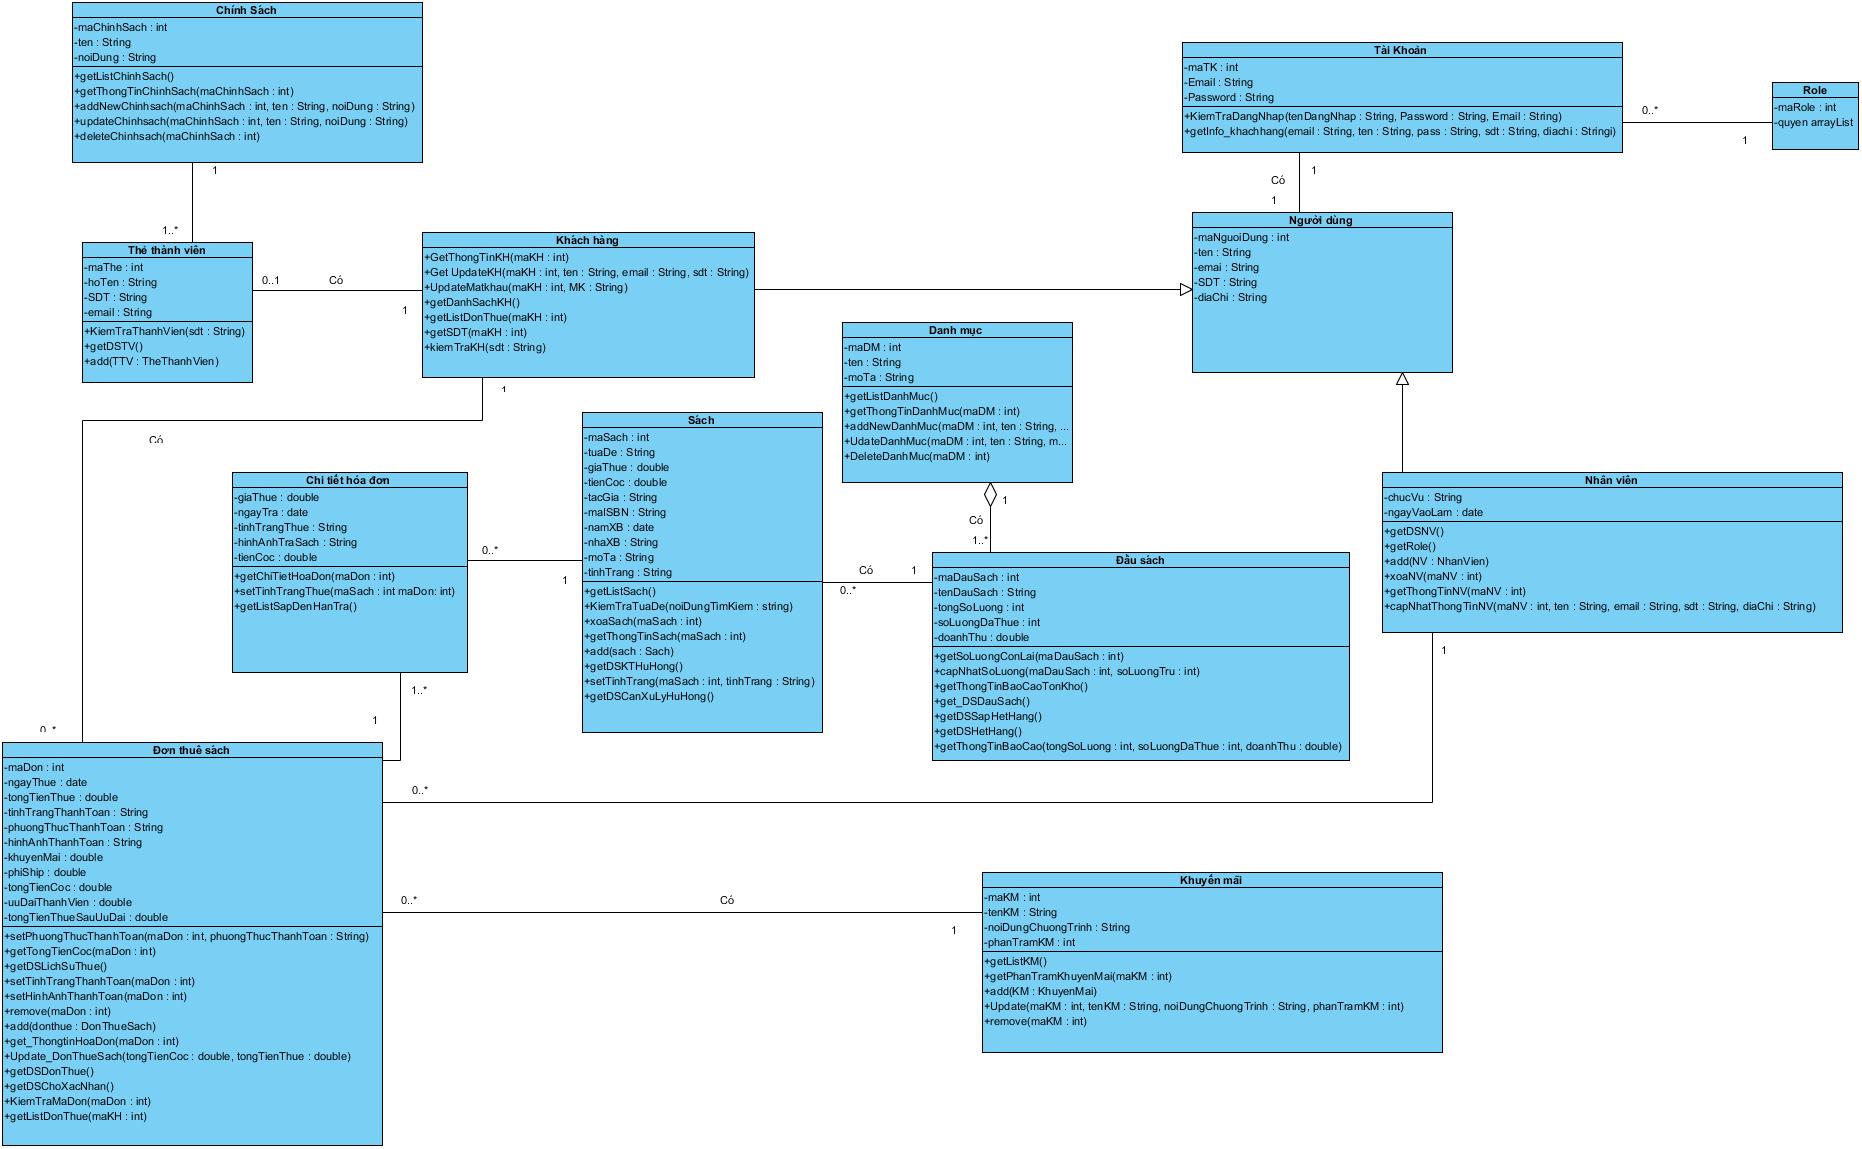 Chính Sách
-maChinhSach : int
-ten : String
-noiDung : String
+getListChinhSach()
+getThongTinChinhSach(maChinhSach : int)
+addNewChinhsach(maChinhSach : int, ten : String, noiDung : String)
+updateChinhsach(maChinhSach : int, ten : String, noiDung : String)
+deleteChinhsach(maChinhSach : int)
1
1..*
Tài Khoản
-maTK : int
-Email : String
-Password : String
+KiemTraDangNhap(tenDangNhap : String, Password : String, Email : String)
+getInfo_khachhang(email : String, ten : String, pass : String, sdt : String, diachi : Stringi)
0..*
1
Role
-maRole : int
-quyen arrayList
Có
1
1
Thẻ thành viên
-maThe : int
-hoTen : String
-SDT : String
-email : String
+KiemTraThanhVien(sdt : String)
+getDSTV()
+add(TTV : TheThanhVien)
0..1
Có
1
Khách hàng
+GetThongTinKH(maKH : int)
+Get UpdateKH(maKH : int, ten : String, email : String, sdt : String)
+UpdateMatkhau(maKH : int, MK : String)
+getDanhSachKH()
+getListDonThue(maKH : int)
+getSDT(maKH : int)
+kiemTraKH(sdt : String)
1
Có
0..*
Người dùng
-maNguoiDung : int
-ten : String
-emai : String
-SDT : String
-diaChi : String
Danh mục
-maDM : int
-ten : String
-moTa : String
+getListDanhMuc()
+getThongTinDanhMuc(maDM : int)
+addNewDanhMuc(maDM : int, ten : String, ...
+UdateDanhMuc(maDM : int, ten : String, m...
+DeleteDanhMuc(maDM : int)
1
Có
1..*
Sách
-maSach : int
-tuaDe : String
-giaThue : double
-tienCoc : double
-tacGia : String
-maISBN : String
-namXB : date
-nhaXB : String
-moTa : String
-tinhTrang : String
+getListSach()
+KiemTraTuaDe(noiDungTimKiem : string)
+xoaSach(maSach : int)
+getThongTinSach(maSach : int)
+add(sach : Sach)
+getDSKTHuHong()
+setTinhTrang(maSach : int, tinhTrang : String)
+getDSCanXuLyHuHong()
Chi tiết hóa đơn
-giaThue : double
-ngayTra : date
-tinhTrangThue : String
-hinhAnhTraSach : String
-tienCoc : double
+getChiTietHoaDon(maDon : int)
+setTinhTrangThue(maSach : int maDon: int)
+getListSapDenHanTra()
0..*
1
1..*
1
Có
1
0..*
Đầu sách
-maDauSach : int
-tenDauSach : String
-tongSoLuong : int
-soLuongDaThue : int
-doanhThu : double
+getSoLuongConLai(maDauSach : int)
+capNhatSoLuong(maDauSach : int, soLuongTru : int)
+getThongTinBaoCaoTonKho()
+get_DSDauSach()
+getDSSapHetHang()
+getDSHetHang()
+getThongTinBaoCao(tongSoLuong : int, soLuongDaThue : int, doanhThu : double)
Nhân viên
-chucVu : String
-ngayVaoLam : date
+getDSNV()
+getRole()
+add(NV : NhanVien)
+xoaNV(maNV : int)
+getThongTinNV(maNV : int)
+capNhatThongTinNV(maNV : int, ten : String, email : String, sdt : String, diaChi : String)
1
0..*
Đơn thuê sách
-maDon : int
-ngayThue : date
-tongTienThue : double
-tinhTrangThanhToan : String
-phuongThucThanhToan : String
-hinhAnhThanhToan : String
-khuyenMai : double
-phiShip : double
-tongTienCoc : double
-uuDaiThanhVien : double
-tongTienThueSauUuDai : double
+setPhuongThucThanhToan(maDon : int, phuongThucThanhToan : String)
+getTongTienCoc(maDon : int)
+getDSLichSuThue()
+setTinhTrangThanhToan(maDon : int)
+setHinhAnhThanhToan(maDon : int)
+remove(maDon : int)
+add(donthue : DonThueSach)
+get_ThongtinHoaDon(maDon : int)
+Update_DonThueSach(tongTienCoc : double, tongTienThue : double)
+getDSDonThue()
+getDSChoXacNhan()
+KiemTraMaDon(maDon : int)
+getListDonThue(maKH : int)
0..*
Có
1
Khuyến mãi
-maKM : int
-tenKM : String
-noiDungChuongTrinh : String
-phanTramKM : int
+getListKM()
+getPhanTramKhuyenMai(maKM : int)
+add(KM : KhuyenMai)
+Update(maKM : int, tenKM : String, noiDungChuongTrinh : String, phanTramKM : int)
+remove(maKM : int)